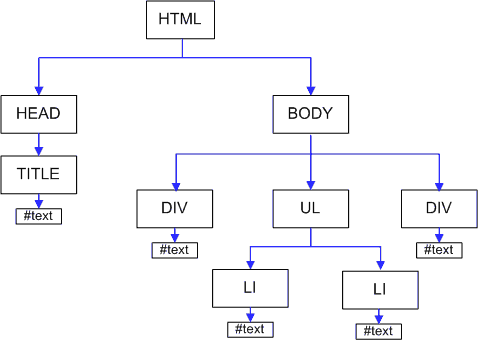 HTML
HEAD
BODY
TITLE
#text
DIV
UL
DIV
#text
#text
LI
LI
#text
#text